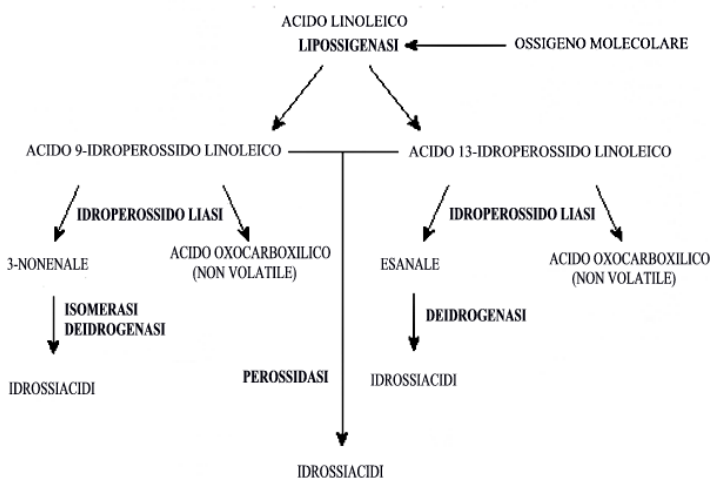 ACIDO LINOLEICO
LIPOSSIGENASI
OSSIGENO MOLECOLARE
ACIDO 9-IDROPEROSSIDO LINOLEICO
ACIDO 13-IDROPEROSSIDO LINOLEICO
IDROPEROSSIDO LIASI
IDROPEROSSIDO LIASI
3-NONENALE
ACIDO OXOCARBOXILICO
(NON VOLATILE)
ESANALE
ACIDO OXOCARBOXILICO
(NON VOLATILE)
ISOMERASI
DEIDROGENASI
DEIDROGENASI
PEROSSIDASI
IDROSSIACIDI
IDROSSIACIDI
IDROSSIACIDI